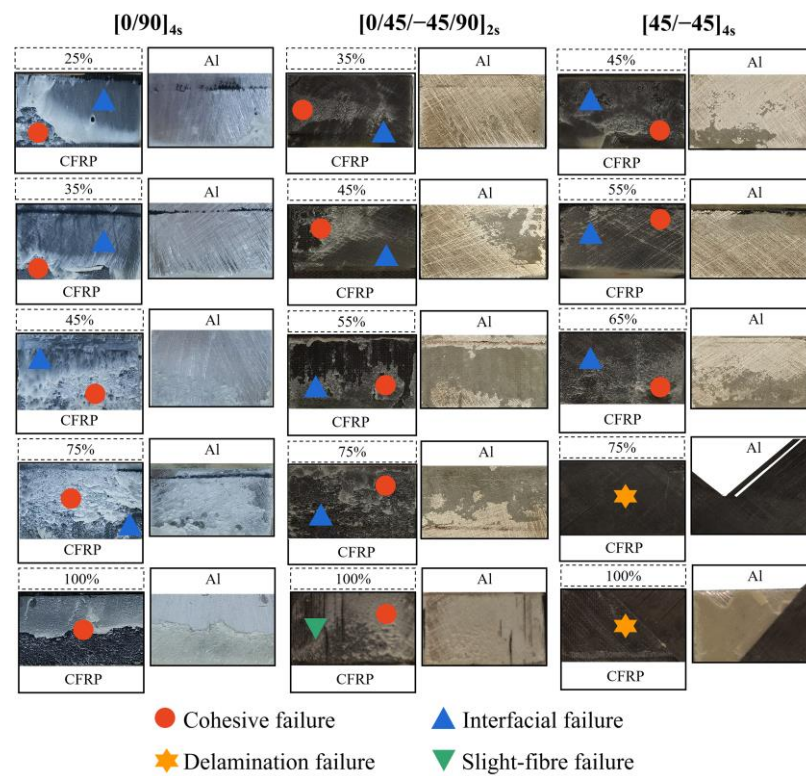 [0/90]4s [0/45/−45/90]2s [45/−45]4s
25% Al 35% Al 45% Al
CFRP CFRP CFRP
35% Al 45% Al 55% Al
CFRP CFRP CFRP
45% Al 55% Al 65% Al
CFRP CFRP CFRP
75% Al 75% Al 75% Al
CFRP CFRP CFRP
100% Al 100% Al 100% Al
CFRP CFRP CFRP
Cohesive failure Interfacial failure
Delamination failure Slight-fibre failure